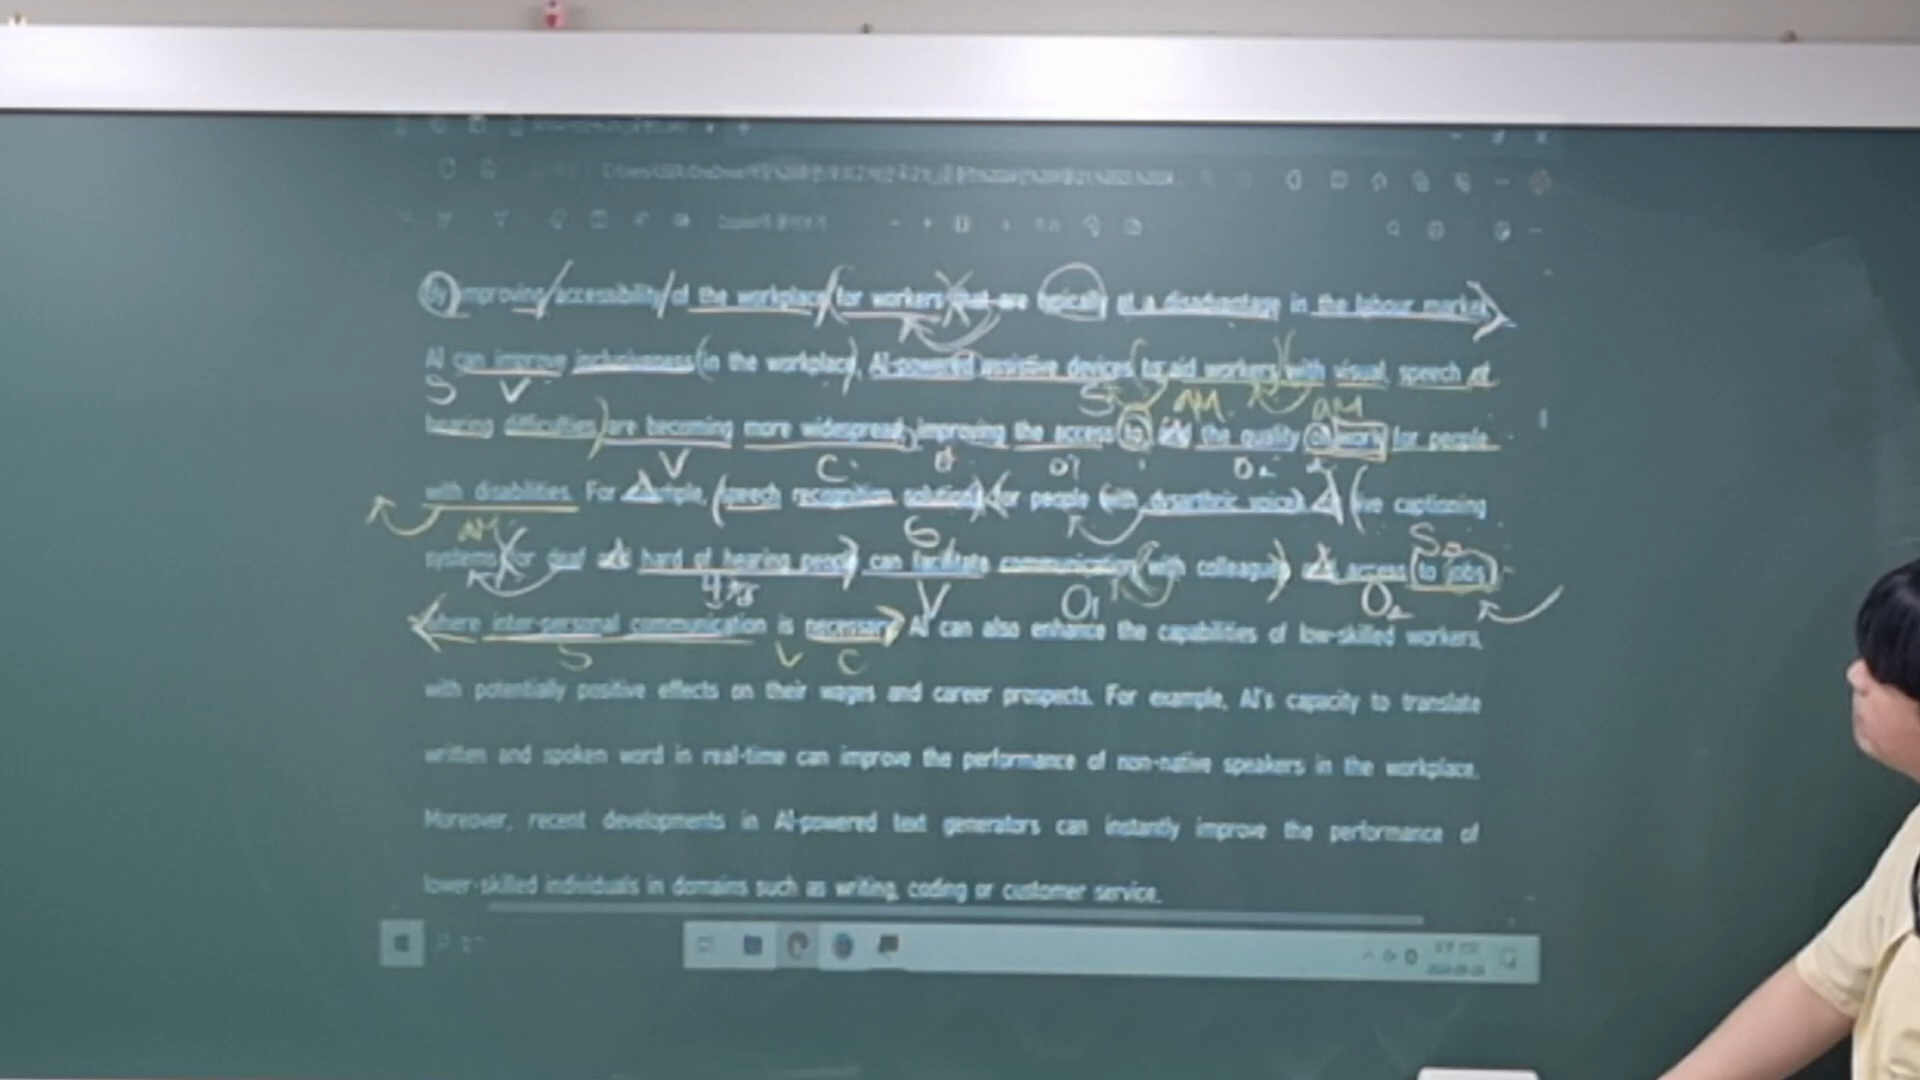 By improving accessibility of the workplace for workers that are typically at a disadvantage in the labour market,
AI can improve inclusiveness in the workplace. AI-powered assistive devices to aid workers with visual, speech or
S V S AM AM
hearing difficulties are becoming more widespread, improving the access to and the quality of work for people
V C O1 O2
with disabilities. For example, speech recognition solutions for people with dysarthric voices, live captioning
AM S S2
systems for deaf and hard of hearing people can facilitate communication with colleagues and access to jobs
V O1 O2
where inter-personal communication is necessary. AI can also enhance the capabilities of low-skilled workers,
S V C
with potentially positive effects on their wages and career prospects. For example, AI's capacity to translate
written and spoken word in real-time can improve the performance of non-native speakers in the workplace.
Moreover, recent developments in AI-powered text generators can instantly improve the performance of
lower-skilled individuals in domains such as writing, coding or customer service.